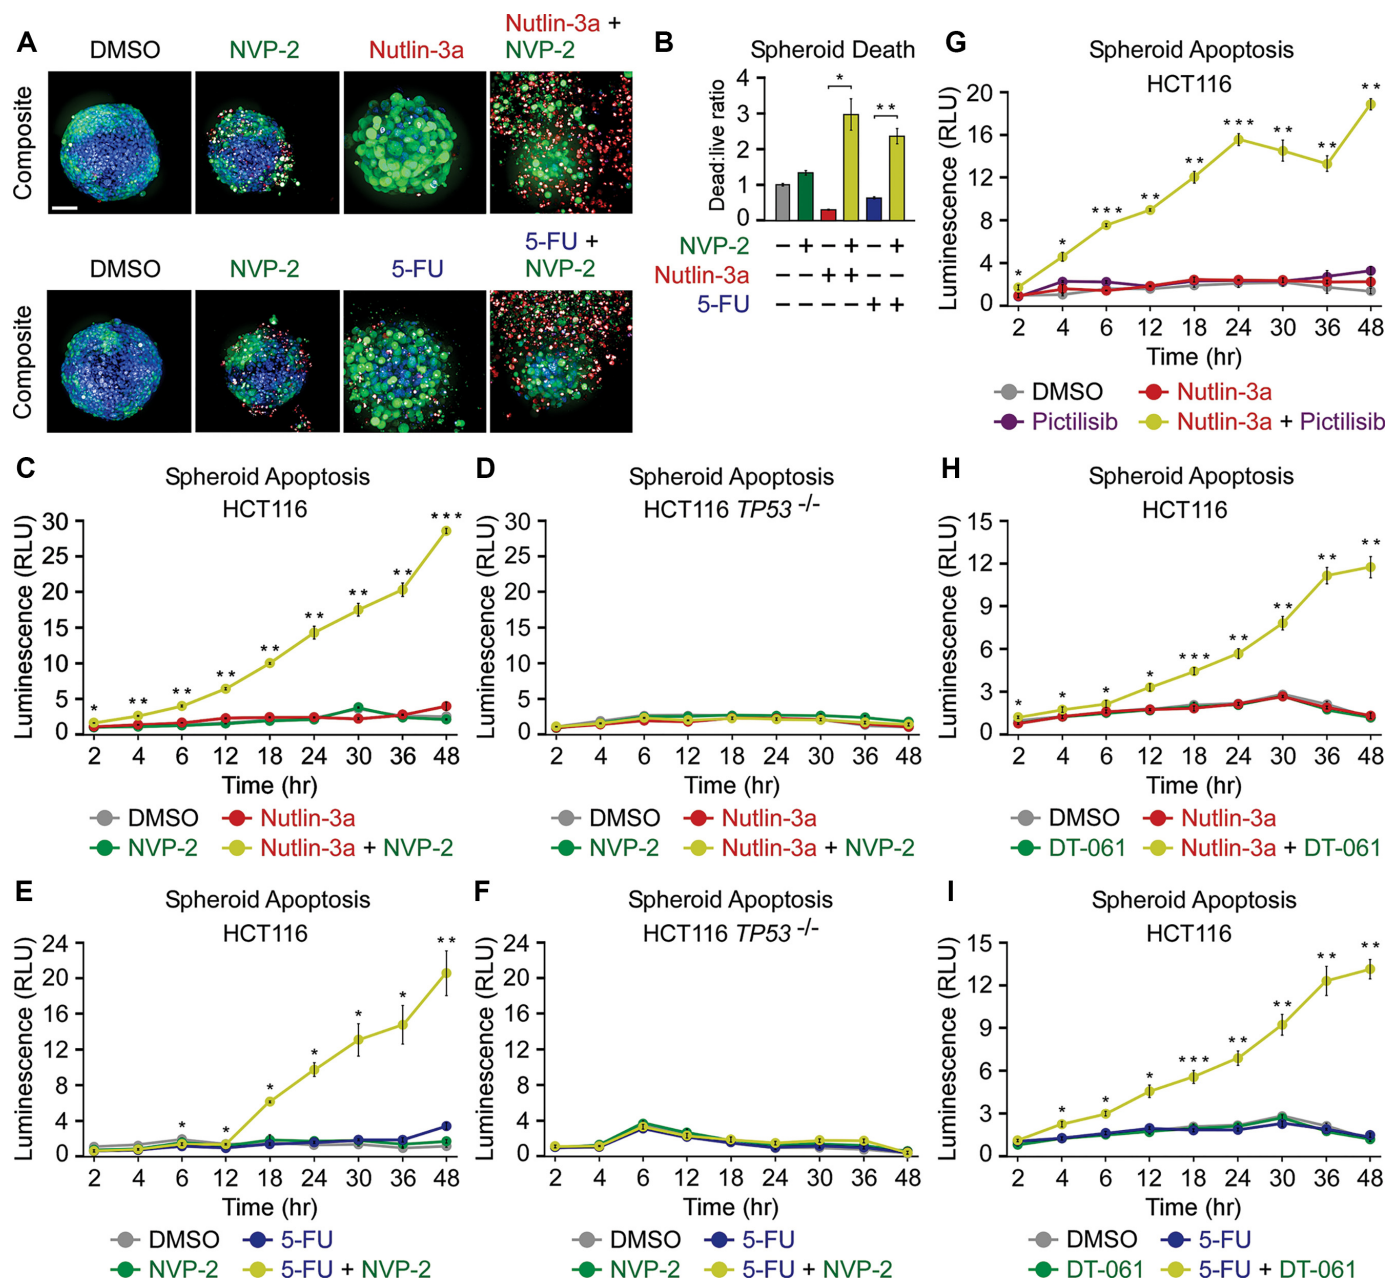 A
DMSO
NVP-2
Nutlin-3a
Nutlin-3a +
NVP-2
Composite
DMSO
NVP-2
5-FU
5-FU +
NVP-2
Composite
B
Spheroid Death
Dead:live ratio
4
3
2
1
0
*
**
NVP-2 − + − + − +
Nutlin-3a − − + + − −
5-FU − − − − + +
G
Spheroid Apoptosis
HCT116
Luminescence (RLU)
20
16
12
8
4
0
* * *** ** ** *** ** ** **
2 4 6 12 18 24 30 36 48
Time (hr)
DMSO Nutlin-3a
Pictilisib Nutlin-3a + Pictilisib
C
Spheroid Apoptosis
HCT116
Luminescence (RLU)
30
25
20
15
10
5
0
* ** ** ** ** ** ** ** ***
2 4 6 12 18 24 30 36 48
Time (hr)
DMSO Nutlin-3a
NVP-2 Nutlin-3a + NVP-2
D
Spheroid Apoptosis
HCT116 TP53 -/-
Luminescence (RLU)
30
25
20
15
10
5
0
2 4 6 12 18 24 30 36 48
Time (hr)
DMSO Nutlin-3a
NVP-2 Nutlin-3a + NVP-2
H
Spheroid Apoptosis
HCT116
Luminescence (RLU)
15
12
9
6
3
0
* * * * *** ** ** ** **
2 4 6 12 18 24 30 36 48
Time (hr)
DMSO Nutlin-3a
DT-061 Nutlin-3a + DT-061
E
Spheroid Apoptosis
HCT116
Luminescence (RLU)
24
20
16
12
8
4
0
* * * * * * **
2 4 6 12 18 24 30 36 48
Time (hr)
DMSO 5-FU
NVP-2 5-FU + NVP-2
F
Spheroid Apoptosis
HCT116 TP53 -/-
Luminescence (RLU)
24
20
16
12
8
4
0
2 4 6 12 18 24 30 36 48
Time (hr)
DMSO 5-FU
NVP-2 5-FU + NVP-2
I
Spheroid Apoptosis
HCT116
Luminescence (RLU)
15
12
9
6
3
0
* * * *** ** ** ** **
2 4 6 12 18 24 30 36 48
Time (hr)
DMSO 5-FU
DT-061 5-FU + DT-061